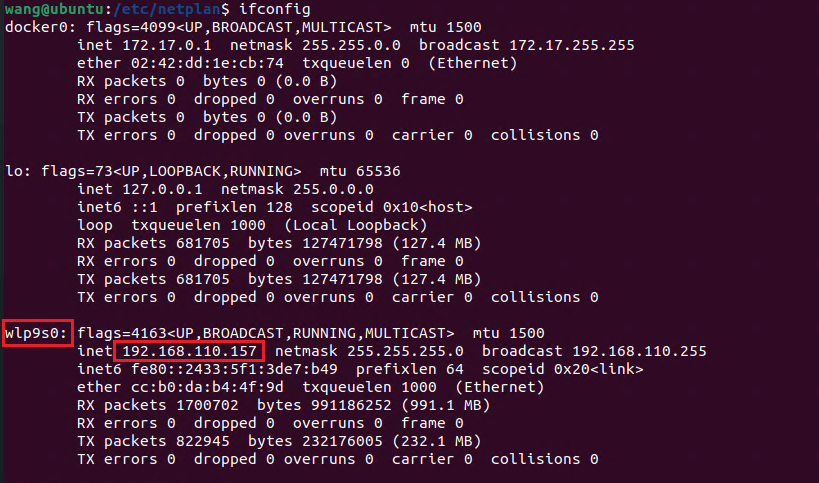 wang@ubuntu:/etc/netplan$ ifconfig
docker0: flags=4099<UP,BROADCAST,MULTICAST>  mtu 1500
        inet 172.17.0.1  netmask 255.255.0.0  broadcast 172.17.255.255
        ether 02:42:dd:1e:cb:74  txqueuelen 0  (Ethernet)
        RX packets 0  bytes 0 (0.0 B)
        RX errors 0  dropped 0  overruns 0  frame 0
        TX packets 0  bytes 0 (0.0 B)
        TX errors 0  dropped 0 overruns 0  carrier 0  collisions 0

lo: flags=73<UP,LOOPBACK,RUNNING>  mtu 65536
        inet 127.0.0.1  netmask 255.0.0.0
        inet6 ::1  prefixlen 128  scopeid 0x10<host>
        loop  txqueuelen 1000  (Local Loopback)
        RX packets 681705  bytes 127471798 (127.4 MB)
        RX errors 0  dropped 0  overruns 0  frame 0
        TX packets 681705  bytes 127471798 (127.4 MB)
        TX errors 0  dropped 0 overruns 0  carrier 0  collisions 0

wlp9s0: flags=4163<UP,BROADCAST,RUNNING,MULTICAST>  mtu 1500
        inet 192.168.110.157  netmask 255.255.255.0  broadcast 192.168.110.255
        inet6 fe80::2433:5f1:3de7:b49  prefixlen 64  scopeid 0x20<link>
        ether cc:b0:da:b4:4f:9d  txqueuelen 1000  (Ethernet)
        RX packets 1700702  bytes 991186252 (991.1 MB)
        RX errors 0  dropped 0  overruns 0  frame 0
        TX packets 822945  bytes 232176005 (232.1 MB)
        TX errors 0  dropped 0 overruns 0  carrier 0  collisions 0